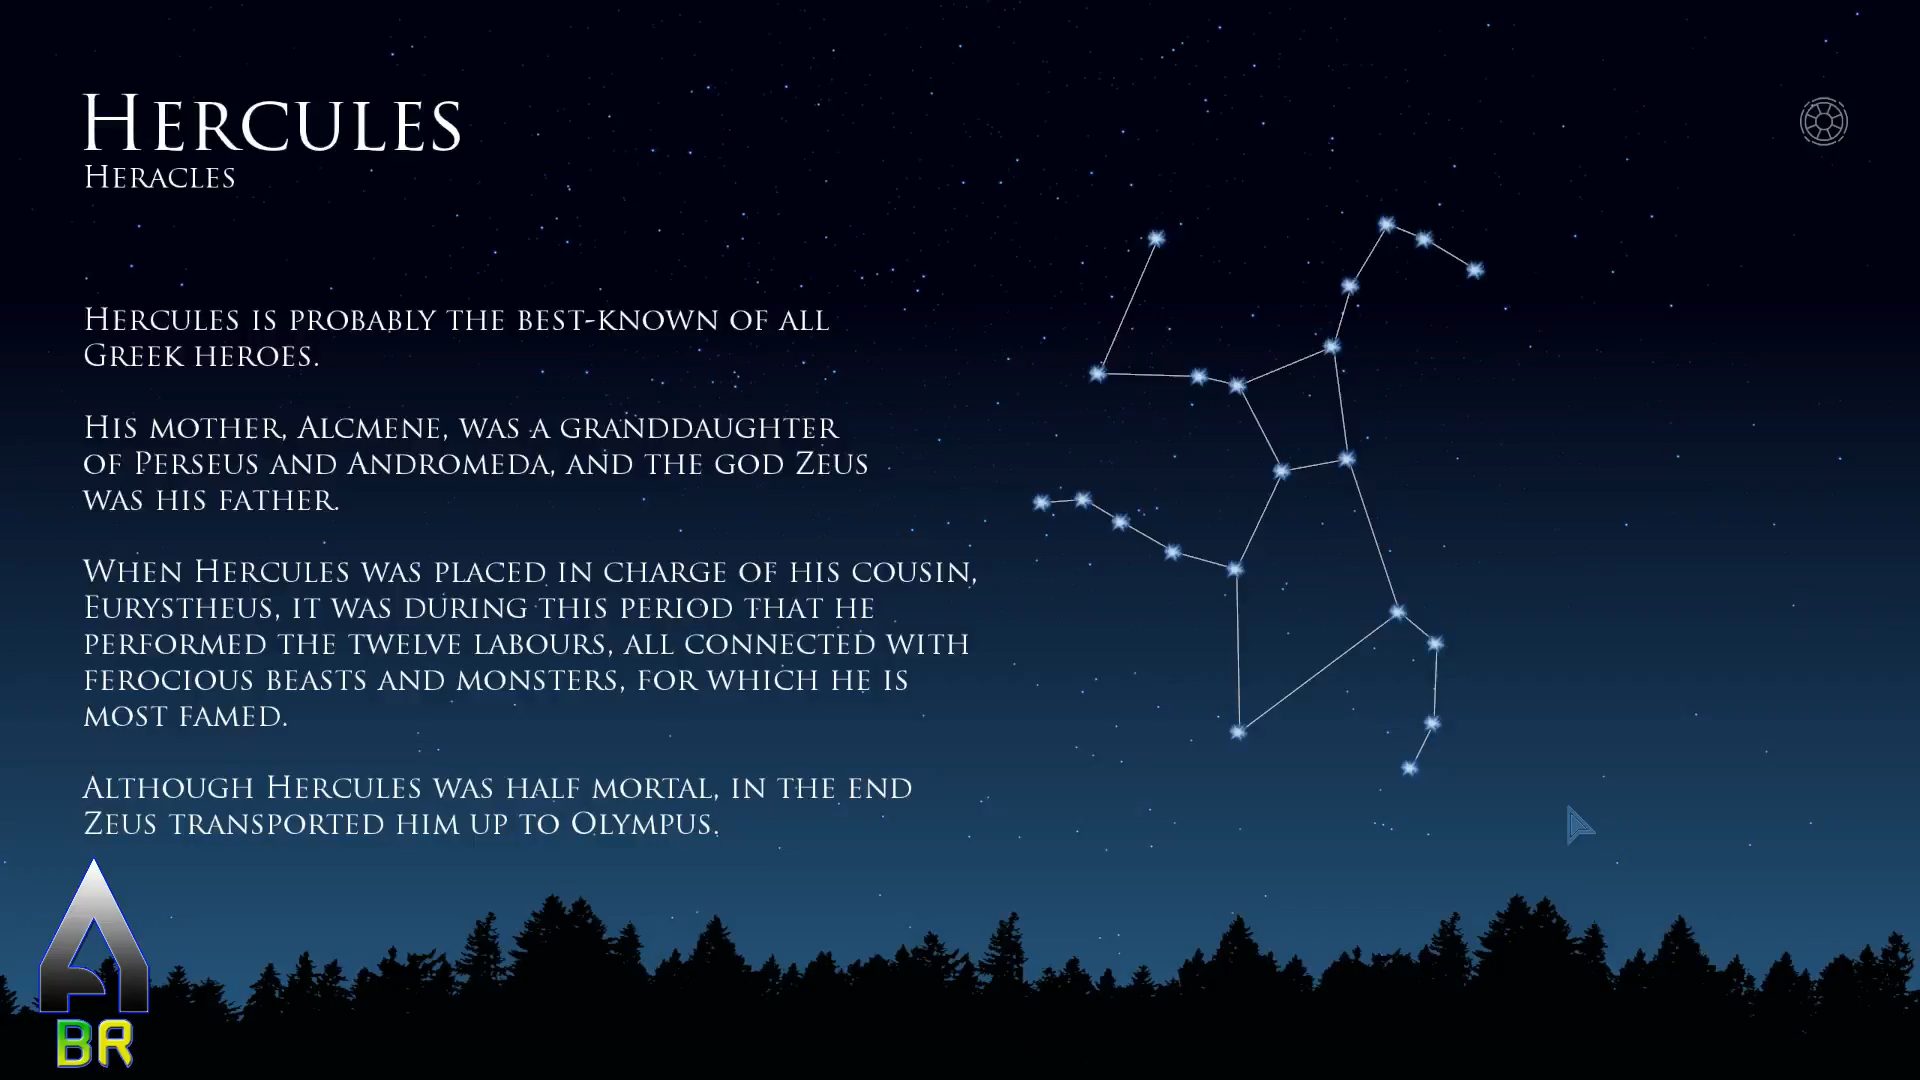 Hercules
Heracles
Hercules is probably the best-known of all
Greek heroes.
His mother, Alcmene, was a granddaughter
of Perseus and Andromeda, and the god Zeus
was his father.
When Hercules was placed in charge of his cousin,
Eurystheus, it was during this period that he
performed the twelve labours, all connected with
ferocious beasts and monsters, for which he is
most famed.
Although Hercules was half mortal, in the end
Zeus transported him up to Olympus.
A
BR